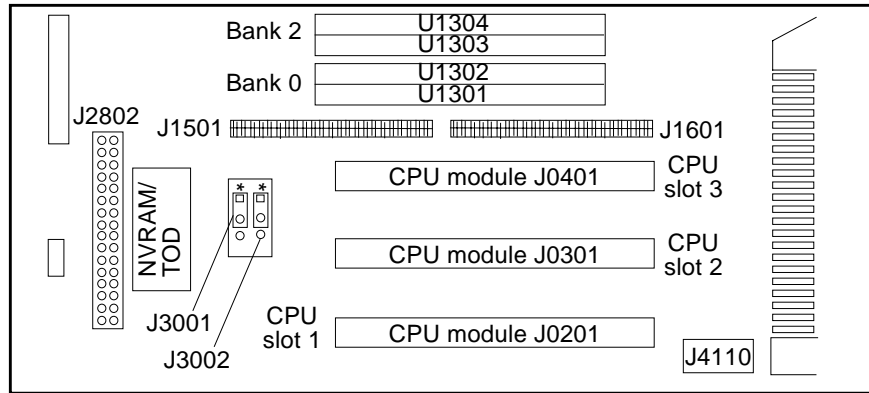 Bank 2
U1304
U1303
Bank 0
U1302
U1301
J2802
J1501
J1601
NVRAM/
TOD
* *
CPU module J0401
CPU
slot 3
CPU module J0301
CPU
slot 2
J3001
J3002
CPU
slot 1
CPU module J0201
J4110